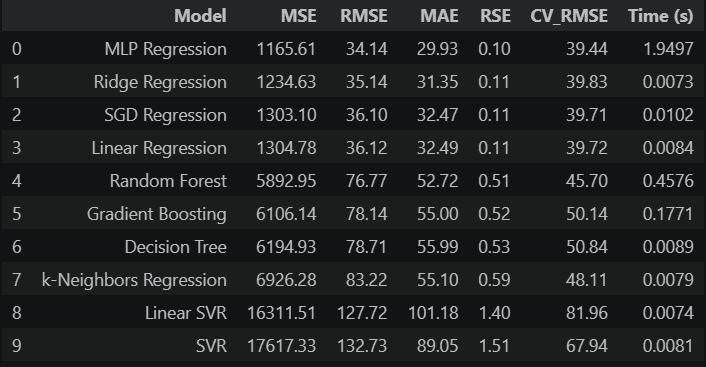 Model MSE RMSE MAE RSE CV_RMSE Time (s)
0 MLP Regression 1165.61 34.14 29.93 0.10 39.44 1.9497
1 Ridge Regression 1234.63 35.14 31.35 0.11 39.83 0.0073
2 SGD Regression 1303.10 36.10 32.47 0.11 39.71 0.0102
3 Linear Regression 1304.78 36.12 32.49 0.11 39.72 0.0084
4 Random Forest 5892.95 76.77 52.72 0.51 45.70 0.4576
5 Gradient Boosting 6106.14 78.14 55.00 0.52 50.14 0.1771
6 Decision Tree 6194.93 78.71 55.99 0.53 50.84 0.0089
7 k-Neighbors Regression 6926.28 83.22 55.10 0.59 48.11 0.0079
8 Linear SVR 16311.51 127.72 101.18 1.40 81.96 0.0074
9 SVR 17617.33 132.73 89.05 1.51 67.94 0.0081